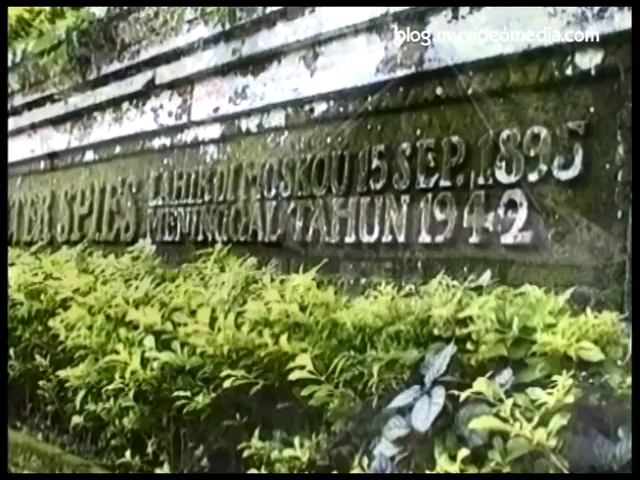 blog.myvideomedia.com
LAHIR DI MOSKOU 15 SEP. 1895
TER SPIES MENINGGAL TAHUN 1942